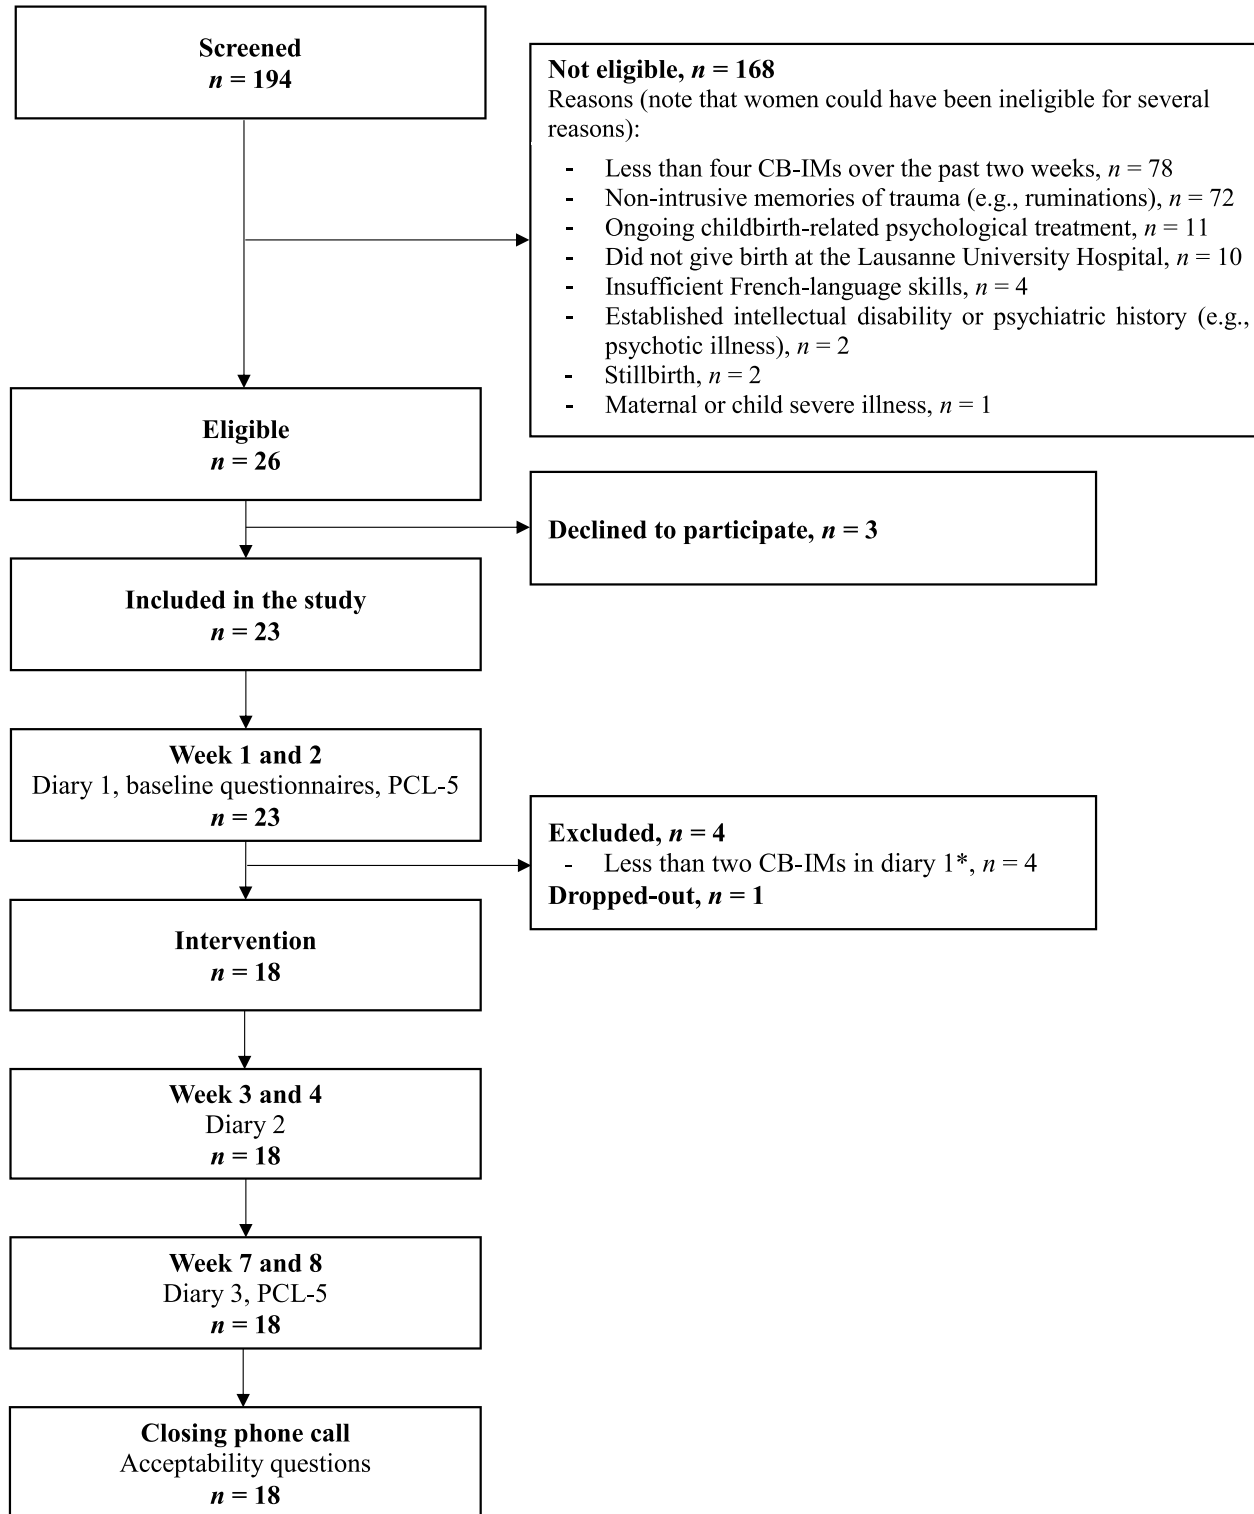 Screened
n = 194
Not eligible, n = 168
Reasons (note that women could have been ineligible for several
reasons):
- Less than four CB-IMs over the past two weeks, n = 78
- Non-intrusive memories of trauma (e.g., ruminations), n = 72
- Ongoing childbirth-related psychological treatment, n = 11
- Did not give birth at the Lausanne University Hospital, n = 10
- Insufficient French-language skills, n = 4
- Established intellectual disability or psychiatric history (e.g.,
psychotic illness), n = 2
- Stillbirth, n = 2
- Maternal or child severe illness, n = 1
Eligible
n = 26
Declined to participate, n = 3
Included in the study
n = 23
Week 1 and 2
Diary 1, baseline questionnaires, PCL-5
n = 23
Excluded, n = 4
- Less than two CB-IMs in diary 1*, n = 4
Dropped-out, n = 1
Intervention
n = 18
Week 3 and 4
Diary 2
n = 18
Week 7 and 8
Diary 3, PCL-5
n = 18
Closing phone call
Acceptability questions
n = 18